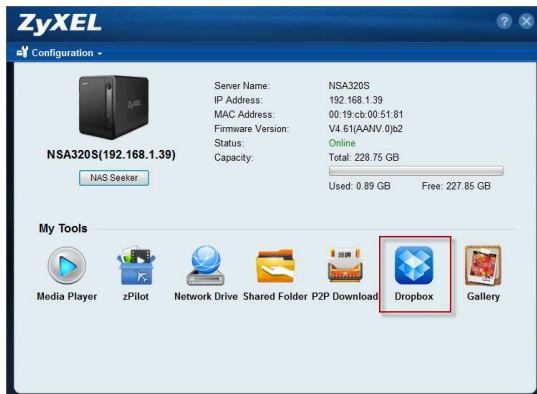 ZyXEL
Configuration
Server Name: NSA320S
IP Address: 192.168.1.39
MAC Address: 00:19:cb:00:51:81
Firmware Version: V4.61(AANV.0)b2
Status: Online
Capacity: Total: 228.75 GB
NSA320S(192.168.1.39)
NAS Seeker
Used: 0.89 GB Free: 227.85 GB
My Tools
Media Player zPilot Network Drive Shared Folder P2P Download Dropbox Gallery